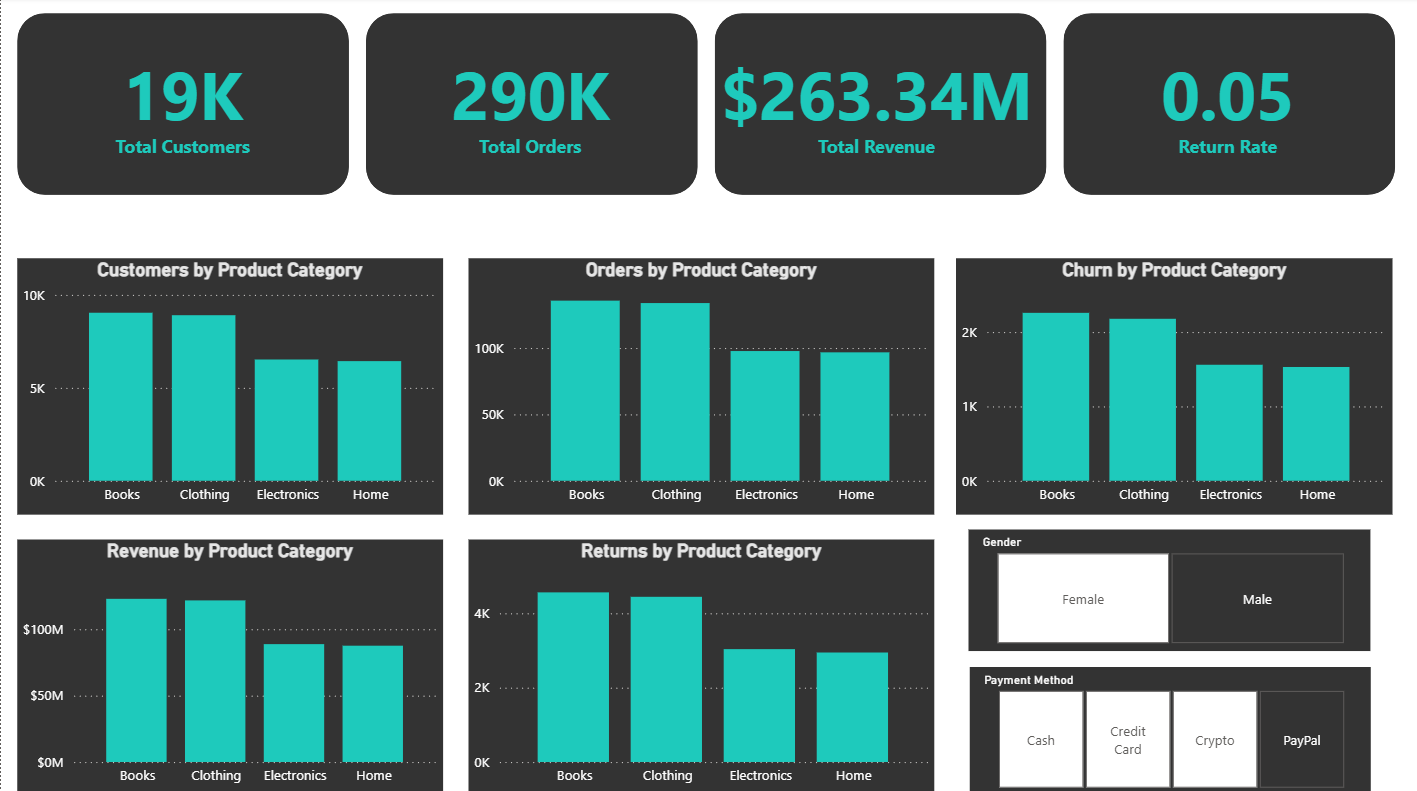 19K
Total Customers
290K
Total Orders
$263.34M
Total Revenue
0.05
Return Rate
Customers by Product Category
10K
5K
0K
Books Clothing Electronics Home
Orders by Product Category
100K
50K
0K
Books Clothing Electronics Home
Churn by Product Category
2K
1K
0K
Books Clothing Electronics Home
Revenue by Product Category
$100M
$50M
$0M
Books Clothing Electronics Home
Returns by Product Category
4K
2K
0K
Books Clothing Electronics Home
Gender
Female Male
Payment Method
Cash Credit Card Crypto PayPal